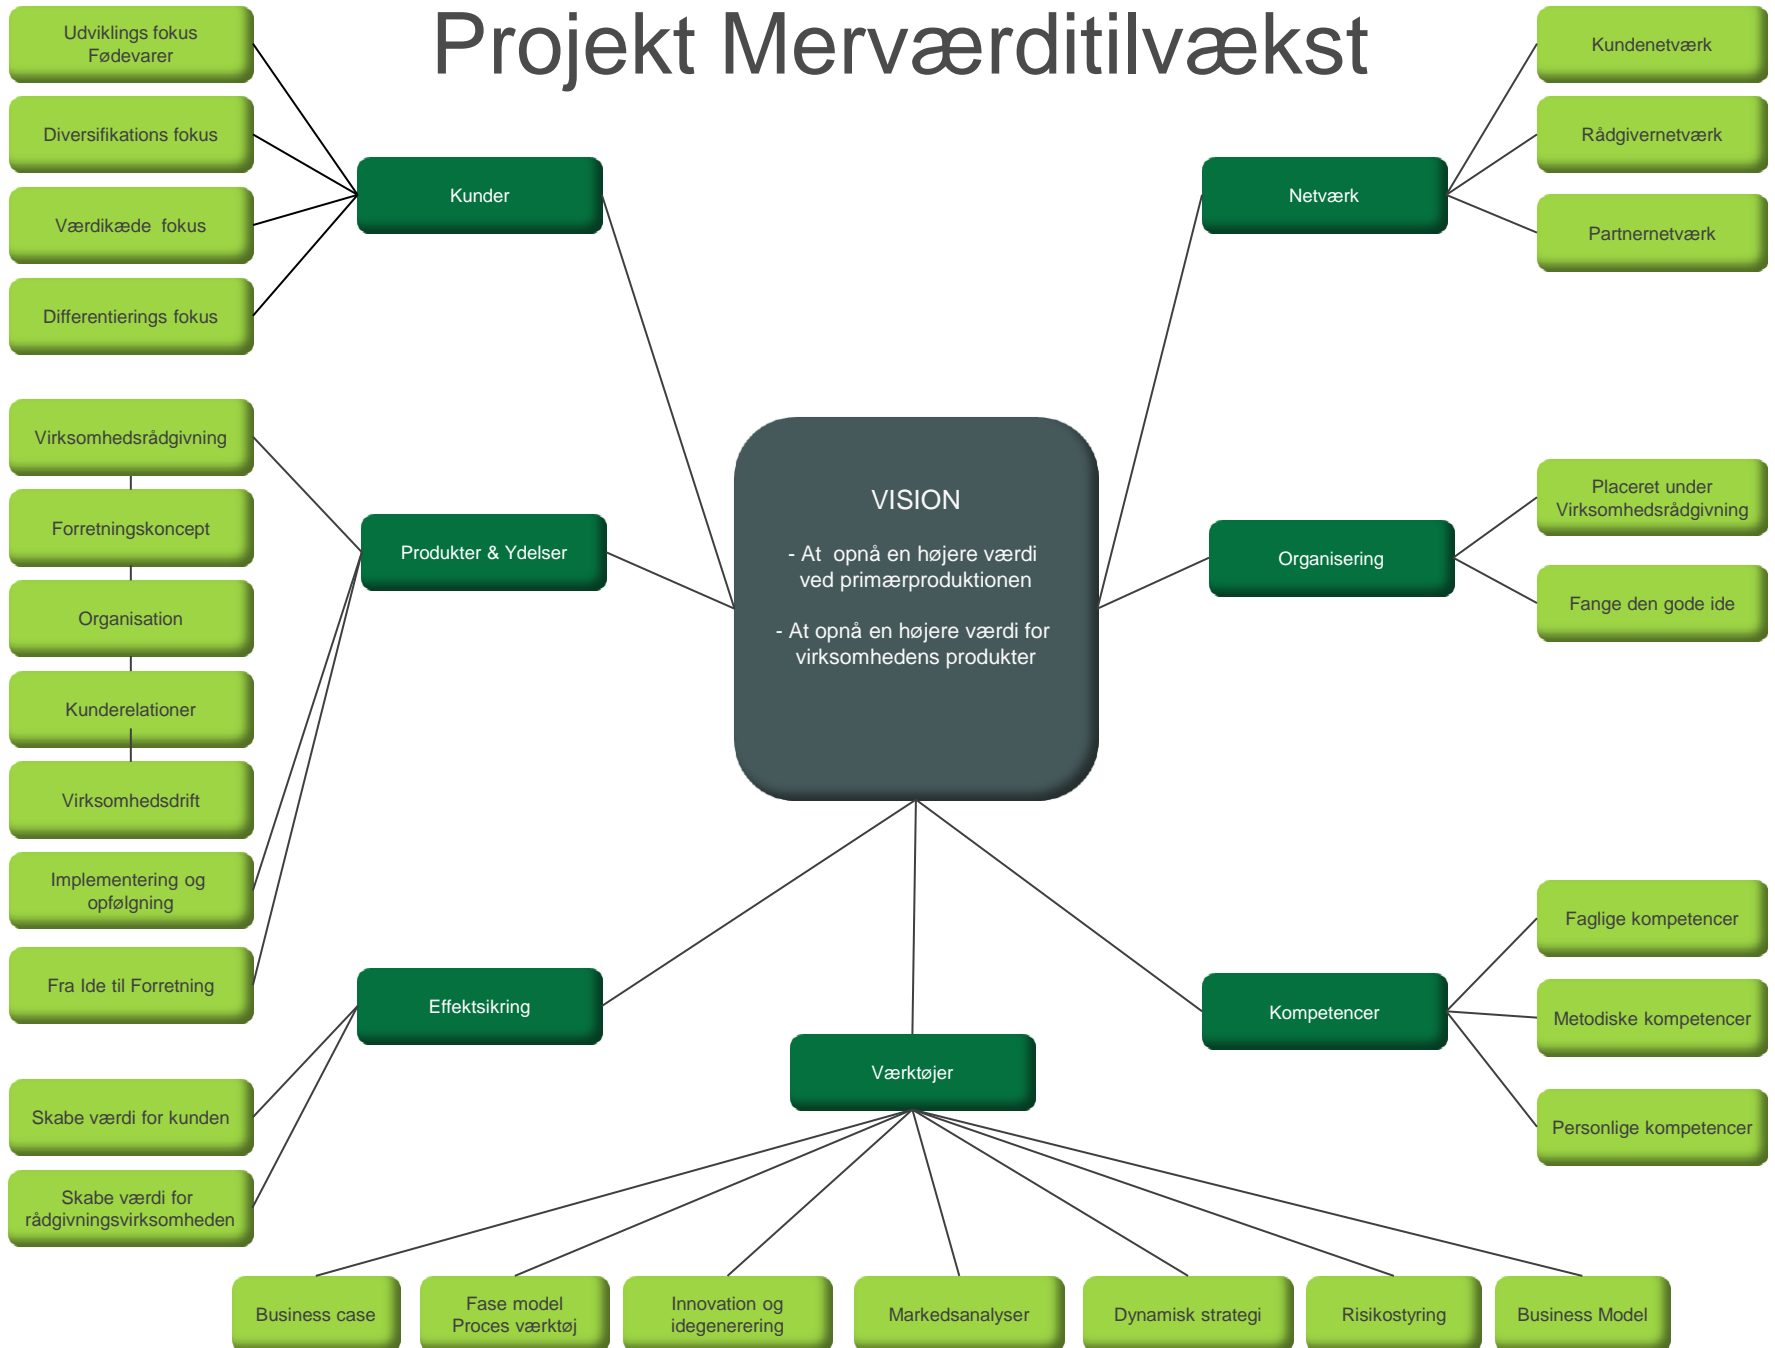 Projekt Merværditilvækst
Udviklings fokus
Fødevarer
Diversifikations fokus
Værdikæde  fokus
Differentierings fokus
Kunder
Netværk
Kundenetværk
Rådgivernetværk
Partnernetværk
Virksomhedsrådgivning
Forretningskoncept
Organisation
Kunderelationer
Virksomhedsdrift
Implementering og
opfølgning
Fra Ide til Forretning
Produkter & Ydelser
VISION
- At  opnå en højere værdi
ved primærproduktionen
- At opnå en højere værdi for
virksomhedens produkter
Organisering
Placeret under
Virksomhedsrådgivning
Fange den gode ide
Effektsikring
Skabe værdi for kunden
Skabe værdi for
rådgivningsvirksomheden
Værktøjer
Kompetencer
Faglige kompetencer
Metodiske kompetencer
Personlige kompetencer
Business case
Fase model
Proces værktøj
Innovation og
idegenerering
Markedsanalyser
Dynamisk strategi
Risikostyring
Business Model